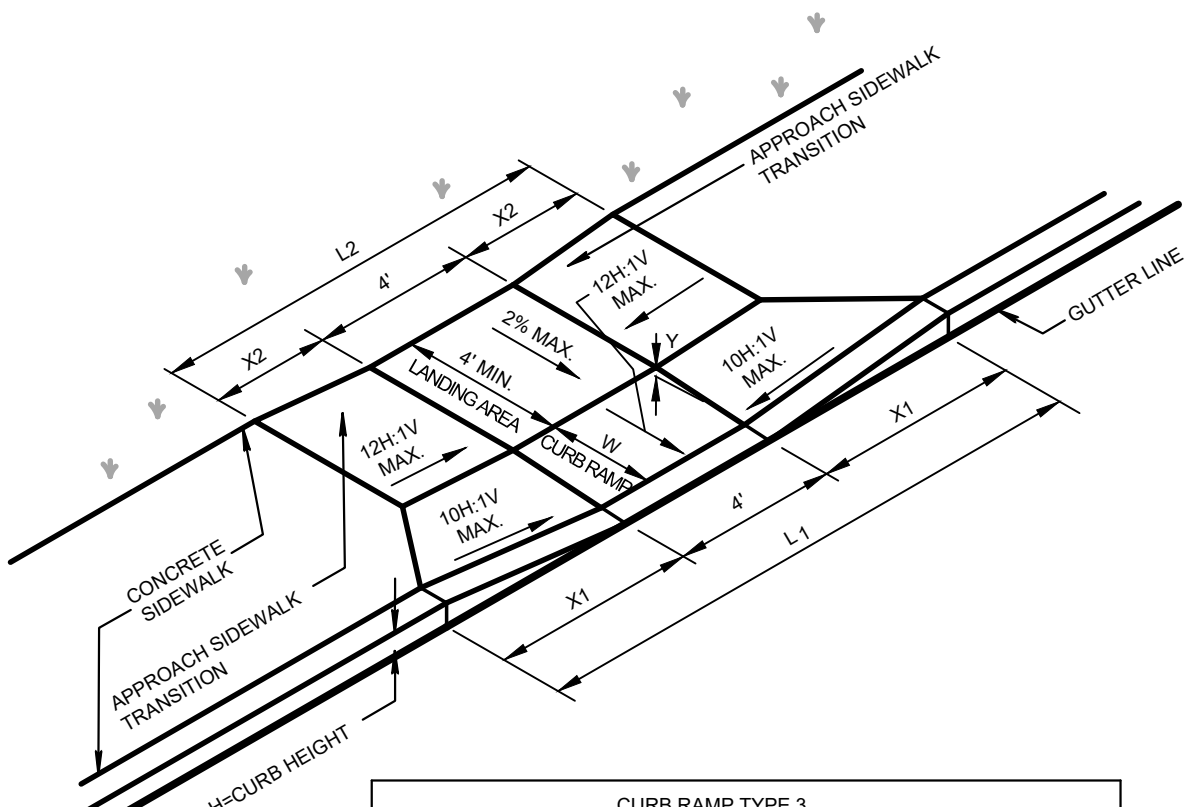 APPROACH SIDEWALK
TRANSITION
X2
L2
4'
X2
12H:1V
MAX.
GUTTER LINE
2% MAX.
Y
10H:1V
MAX.
4' MIN.
LANDING AREA
12H:1V
MAX.
W
CURB RAMP
X1
10H:1V
MAX.
4'
L1
X1
CONCRETE
SIDEWALK
APPROACH SIDEWALK
TRANSITION
H=CURB HEIGHT
CURB RAMP TYPE 3